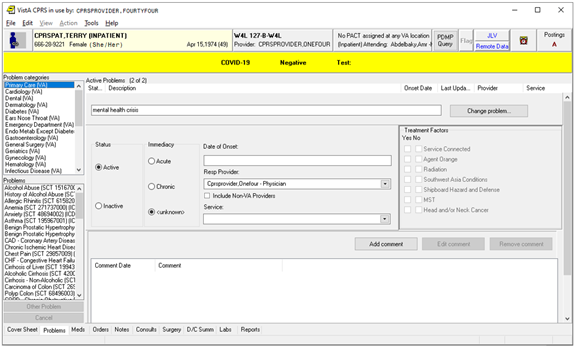 VistA CPRS in use by: CPRSPROVIDER,FOURTYFOUR
File Edit View Action Tools Help
CPRSPAT,TERRY (INPATIENT)
666-28-9221 Female (She/Her) Apr 15,1974 (49)
W4L 127-B-W4L
Provider: CPRSPROVIDER,ONEFOUR
No PACT assigned at any VA location
(Inpatient) Attending: Abdelbaky,Amr
PDMP
Query
Flag
JLV
Remote Data
Postings
A
COVID-19 Negative Test:
Problem categories
Primary Care (VA)
Cardiology (VA)
Dental (VA)
Dermatology (VA)
Diabetes (VA)
Ears Nose Throat (VA)
Emergency Department (VA)
Endo Metab Except Diabete
Gastroenterology (VA)
General Surgery (VA)
Geriatrics (VA)
Gynecology (VA)
Hematology (VA)
Infectious Disease (VA)
Problems
Alcohol Abuse (SCT 151670
History of Alcohol Abuse (SC
Allergic Rhinitis (SCT 61582
Anemia (SCT 271737000) (I
Anxiety (SCT 48694002) (IC
Asthma (SCT 195967001) (I
Benign Prostatic Hypertrophy
Benign Prostatic Hypertrophy
CAD - Coronary Artery Diseas
Chronic Ischemic Heart Disea
Chest Pain (SCT 29857009) (
CHF - Congestive Heart Failu
Cirrhosis of Liver (SCT 19943
Alcoholic Cirrhosis (SCT 420
Cirrhosis - Non-Alcoholic (SC
Carcinoma of Colon (SCT 26
Polyp Colon (SCT 68496003)
Other Problem
Cancel
Active Problems (2 of 2)
Stat... Description Onset Date Last Upda... Provider Service
mental health crisis
Change problem...
Status
Active
Inactive
Immediacy
Acute
Chronic
<unknown>
Date of Onset:
Resp Provider:
Cprsprovider,Onefour - Physician
Include Non-VA Providers
Service:
Treatment Factors
Yes No
Service Connected
Agent Orange
Radiation
Southwest Asia Conditions
Shipboard Hazard and Defense
MST
Head and/or Neck Cancer
Add comment Edit comment Remove comment
Comment Date Comment
Cover Sheet Problems Meds Orders Notes Consults Surgery D/C Summ Labs Reports